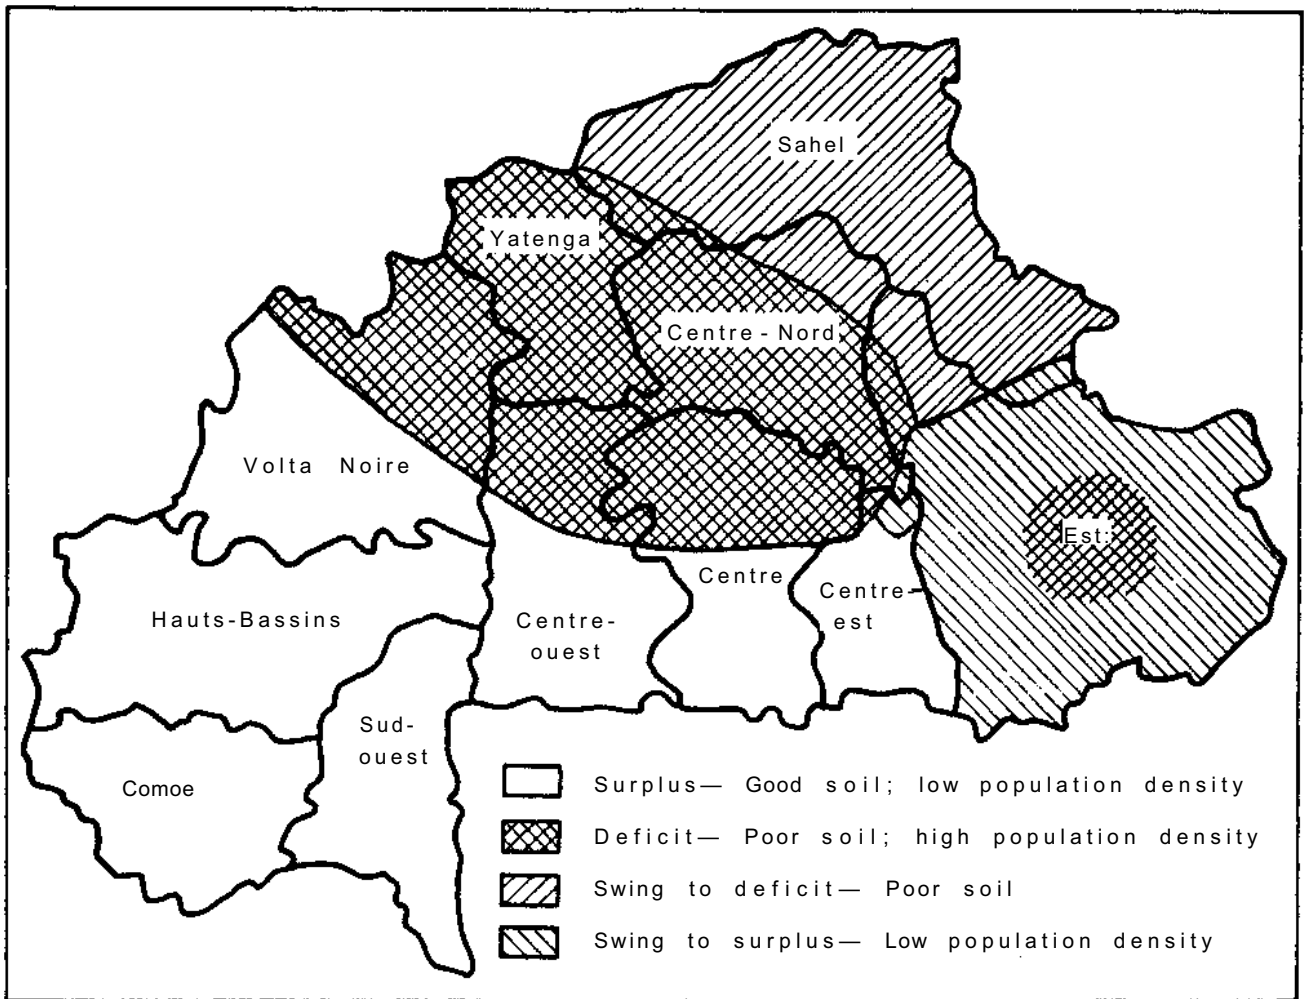 Sahel
Yatenga
Centre - Nord
Volta Noire
Est
Centre
Centre-
est
Hauts-Bassins
Centre-
ouest
Sud-
ouest
Comoe
Surplus— Good soil; low population density
Deficit— Poor soil; high population density
Swing to deficit— Poor soil
Swing to surplus— Low population density